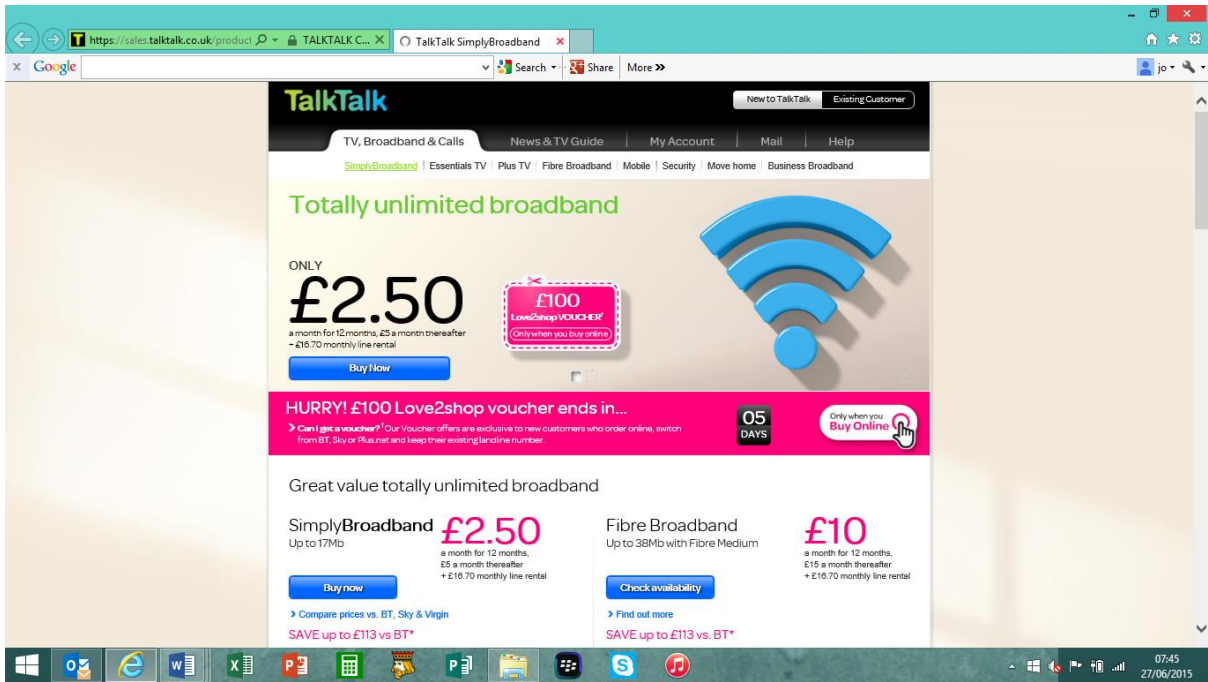 https://sales.talktalk.co.uk/product
TALKTALK C...
TalkTalk SimplyBroadband
Google
Search
Share
More »
jo
TalkTalk
New to TalkTalk
Existing Customer
TV, Broadband & Calls
News & TV Guide
My Account
Mail
Help
SimplyBroadband
Essentials TV
Plus TV
Fibre Broadband
Mobile
Security
Move home
Business Broadband
Totally unlimited broadband
ONLY
£2.50
a month for 12 months, £5 a month thereafter
+ £16.70 monthly line rental
Buy Now
£100
Love2shop VOUCHER†
Only when you buy online
HURRY! £100 Love2shop voucher ends in...
Can I get a voucher? †Our Voucher offers are exclusive to new customers who order online, switch
from BT, Sky or Plus.net and keep their existing landline number.
05
DAYS
Only when you
Buy Online
Great value totally unlimited broadband
SimplyBroadband
Up to 17Mb
£2.50
a month for 12 months,
£5 a month thereafter
+ £16.70 monthly line rental
Buy now
Compare prices vs. BT, Sky & Virgin
SAVE up to £113 vs BT*
Fibre Broadband
Up to 38Mb with Fibre Medium
£10
a month for 12 months,
£15 a month thereafter
+ £16.70 monthly line rental
Check availability
Find out more
SAVE up to £113 vs. BT*
07:45
27/06/2015